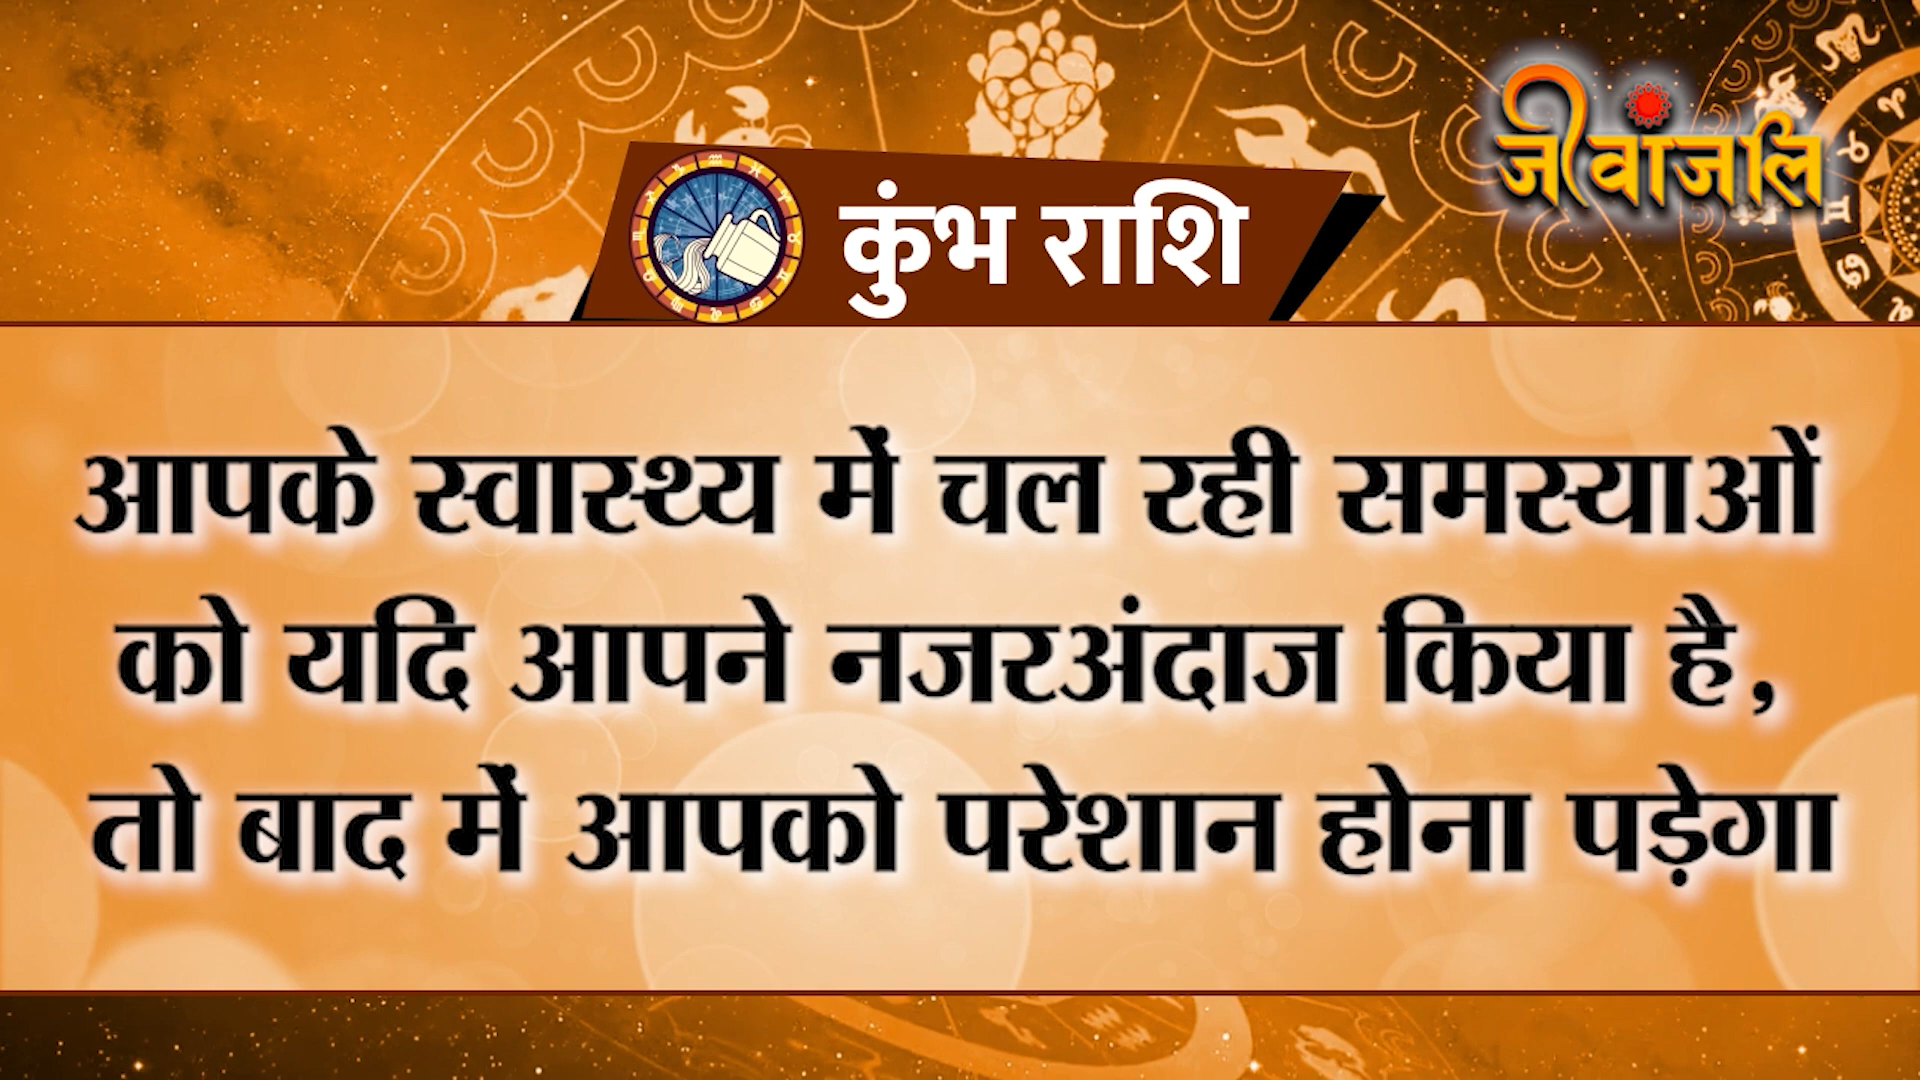 जीवांजलि
कुंभ राशि
आपके स्वास्थ्य में चल रही समस्याओं
को यदि आपने नजरअंदाज किया है,
तो बाद में आपको परेशान होना पड़ेगा